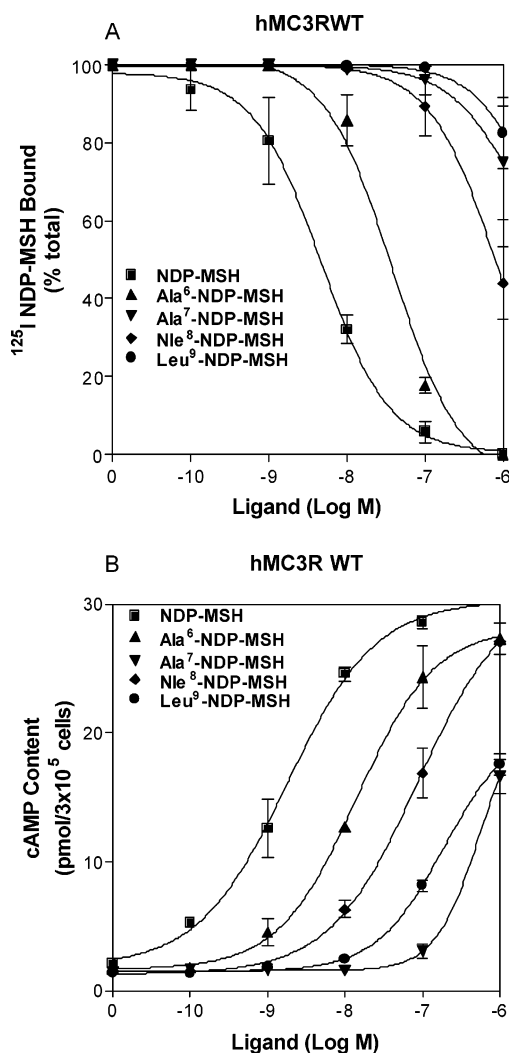 A
hMC3RWT
¹²⁵I NDP-MSH Bound
(% total)
100
80
60
40
20
0
NDP-MSH
Ala⁶-NDP-MSH
Ala⁷-NDP-MSH
Nle⁸-NDP-MSH
Leu⁹-NDP-MSH
0 -10 -9 -8 -7 -6
Ligand (Log M)
B
hMC3R WT
cAMP Content
(pmol/3x10⁵ cells)
30
20
10
0
NDP-MSH
Ala⁶-NDP-MSH
Ala⁷-NDP-MSH
Nle⁸-NDP-MSH
Leu⁹-NDP-MSH
0 -10 -9 -8 -7 -6
Ligand (Log M)